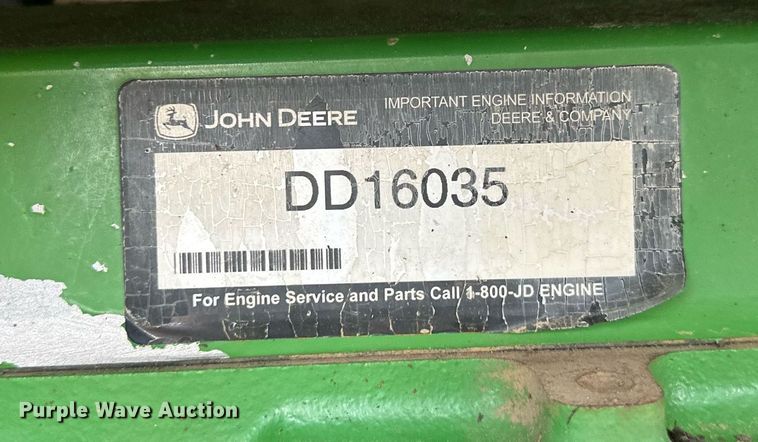 JOHN DEERE
IMPORTANT ENGINE INFORMATION
DEERE & COMPANY
DD16035
For Engine Service and Parts Call 1-800-JD ENGINE
Purple Wave Auction